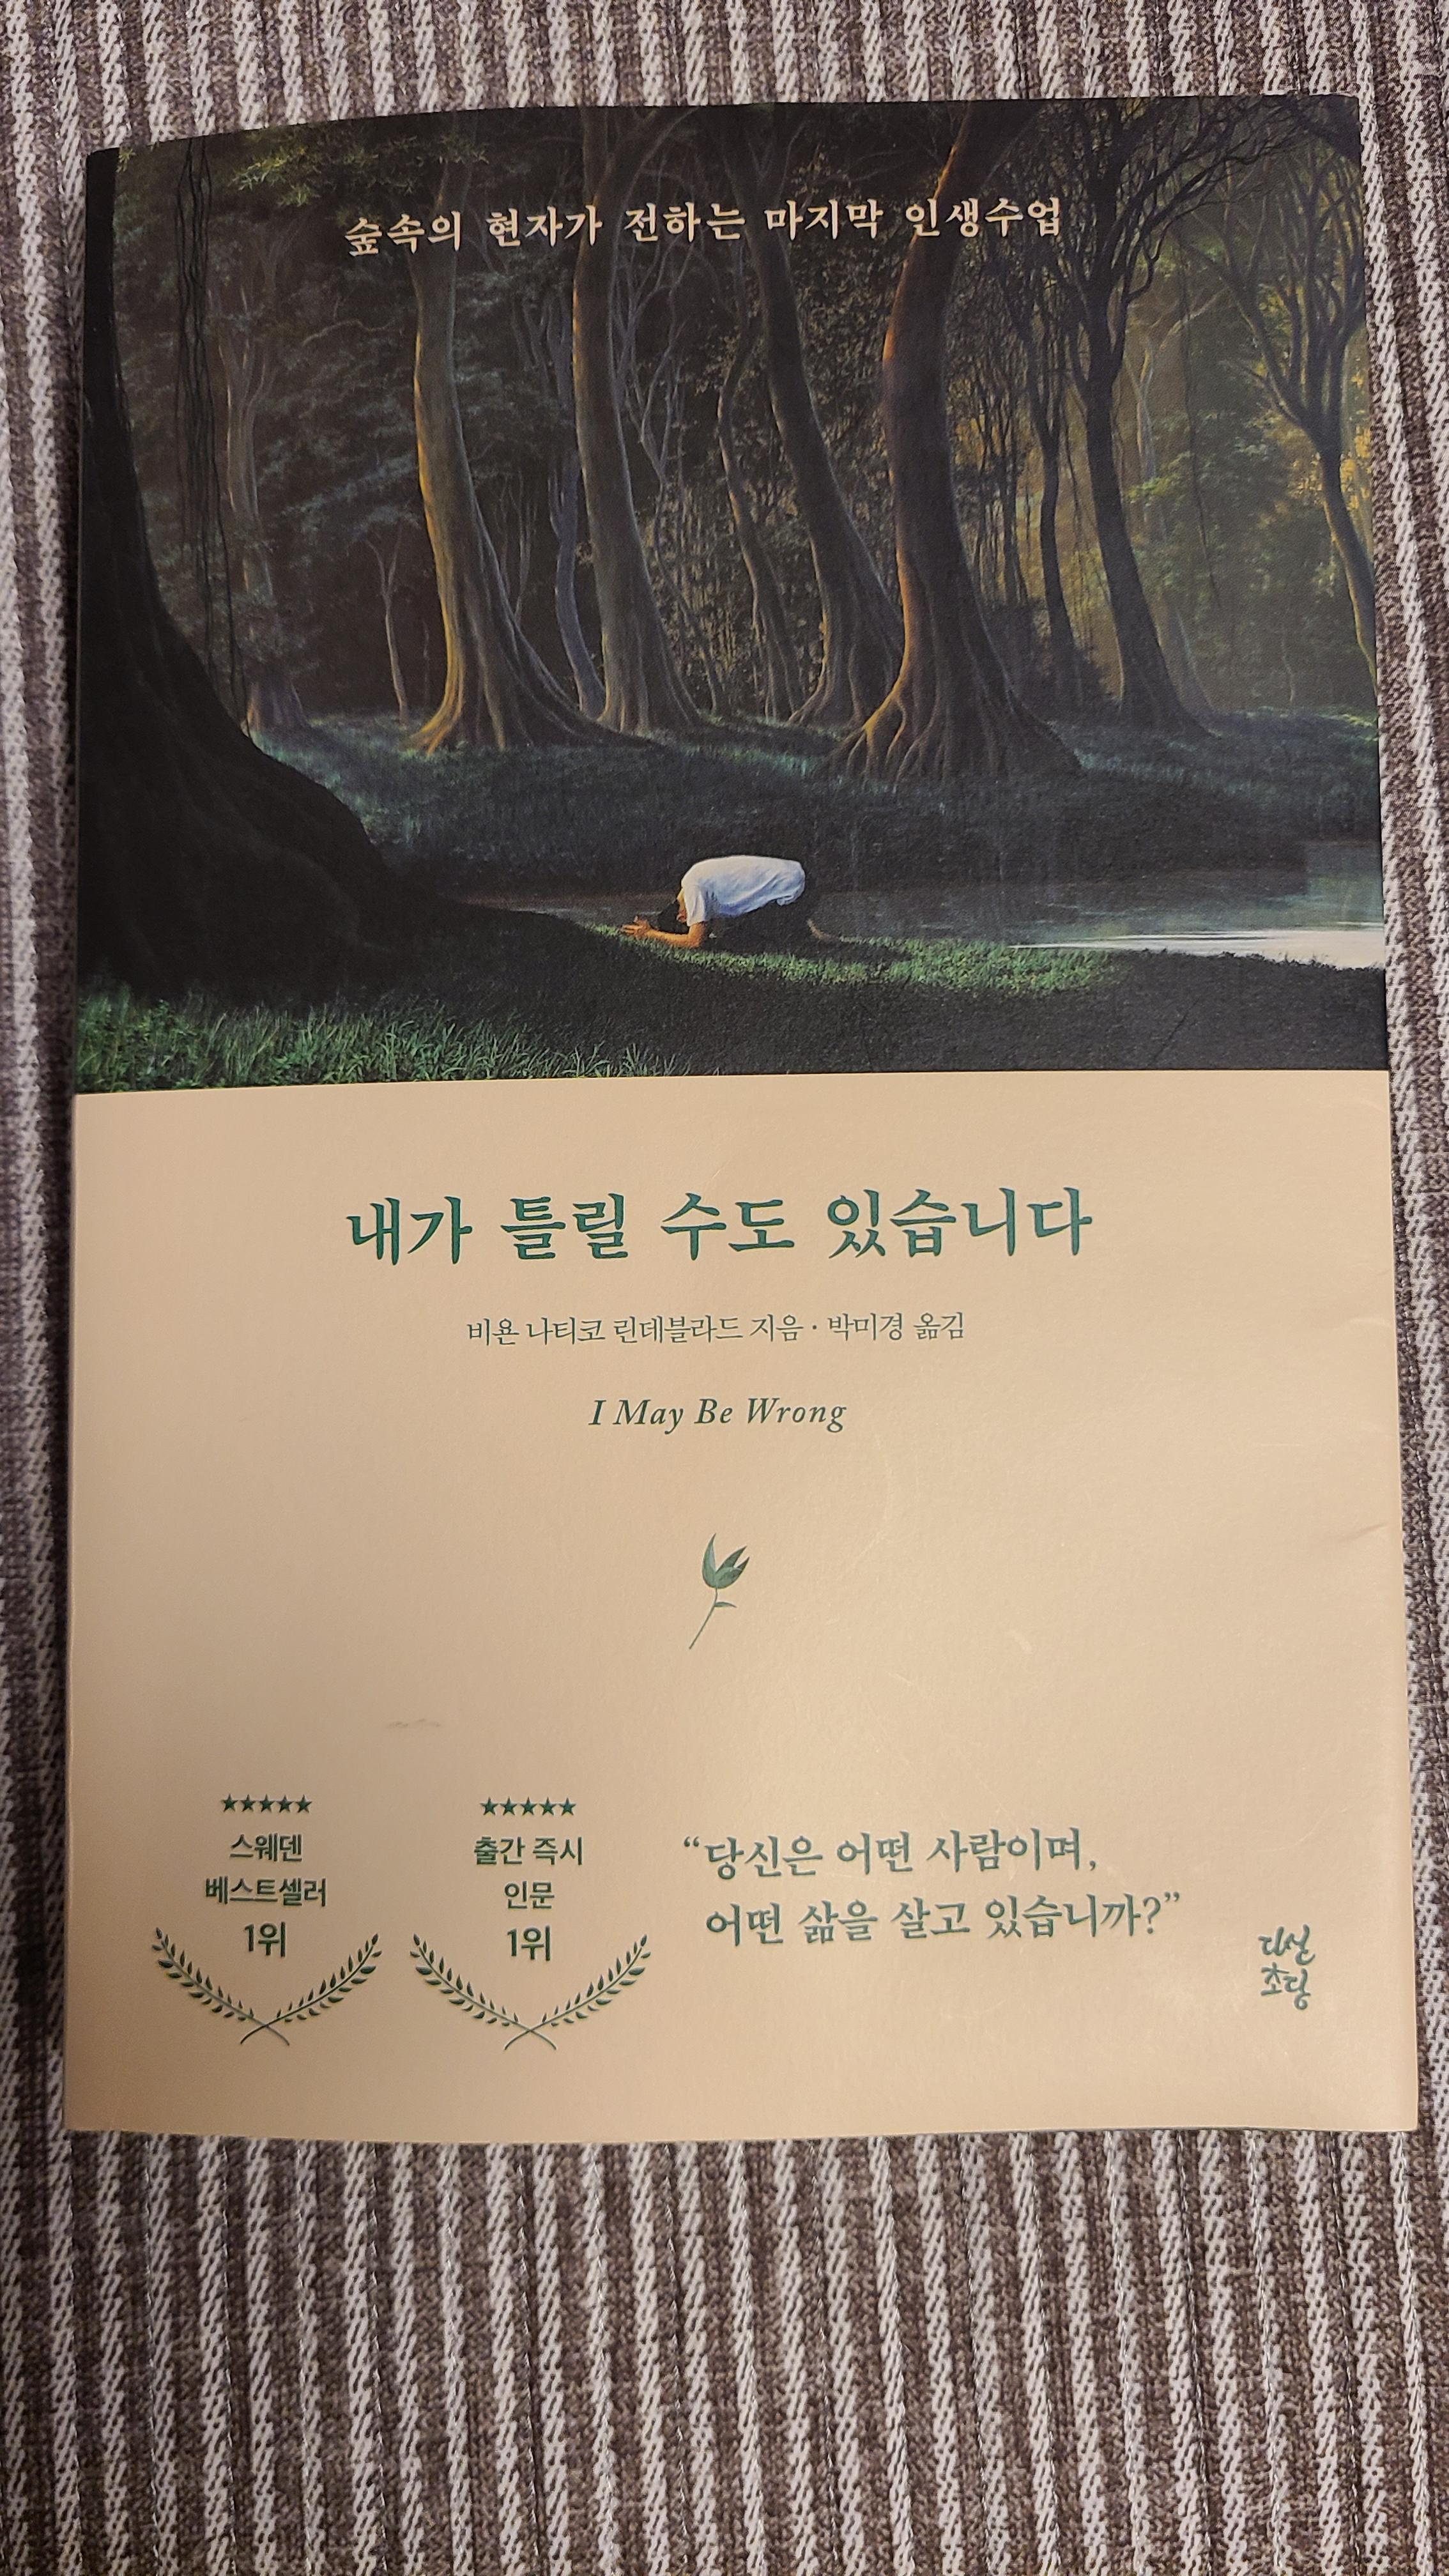 숲속의 현자가 전하는 마지막 인생수업
내가 틀릴 수도 있습니다
비욘 나티코 린데블라드 지음 · 박미경 옮김
I May Be Wrong
★★★★★
스웨덴
베스트셀러
1위
★★★★★
출간 즉시
인문
1위
“당신은 어떤 사람이며,
어떤 삶을 살고 있습니까?”
다산
초당